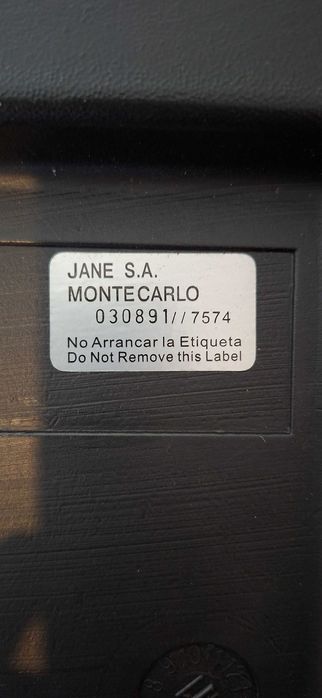 JANE S.A.
MONTECARLO
030891//7574
No Arrancar la Etiqueta
Do Not Remove this Label